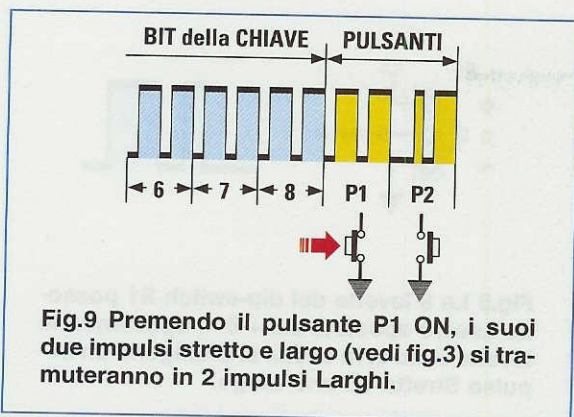 BIT della CHIAVE PULSANTI
6 7 8 P1 P2
Fig.9 Premendo il pulsante P1 ON, i suoi
due impulsi stretto e largo (vedi fig.3) si tra-
muteranno in 2 impulsi Larghi.